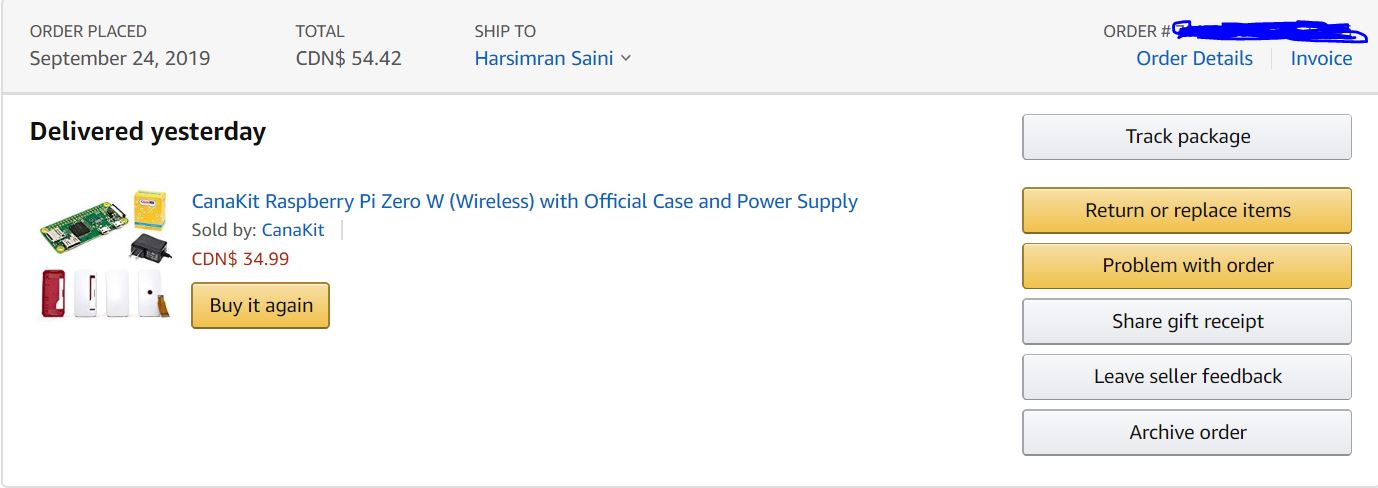 ORDER PLACED
September 24, 2019
TOTAL
CDN$ 54.42
SHIP TO
Harsimran Saini
ORDER #
Order Details
Invoice
Delivered yesterday
Track package
CanaKit Raspberry Pi Zero W (Wireless) with Official Case and Power Supply
Sold by: CanaKit
CDN$ 34.99
Buy it again
Return or replace items
Problem with order
Share gift receipt
Leave seller feedback
Archive order